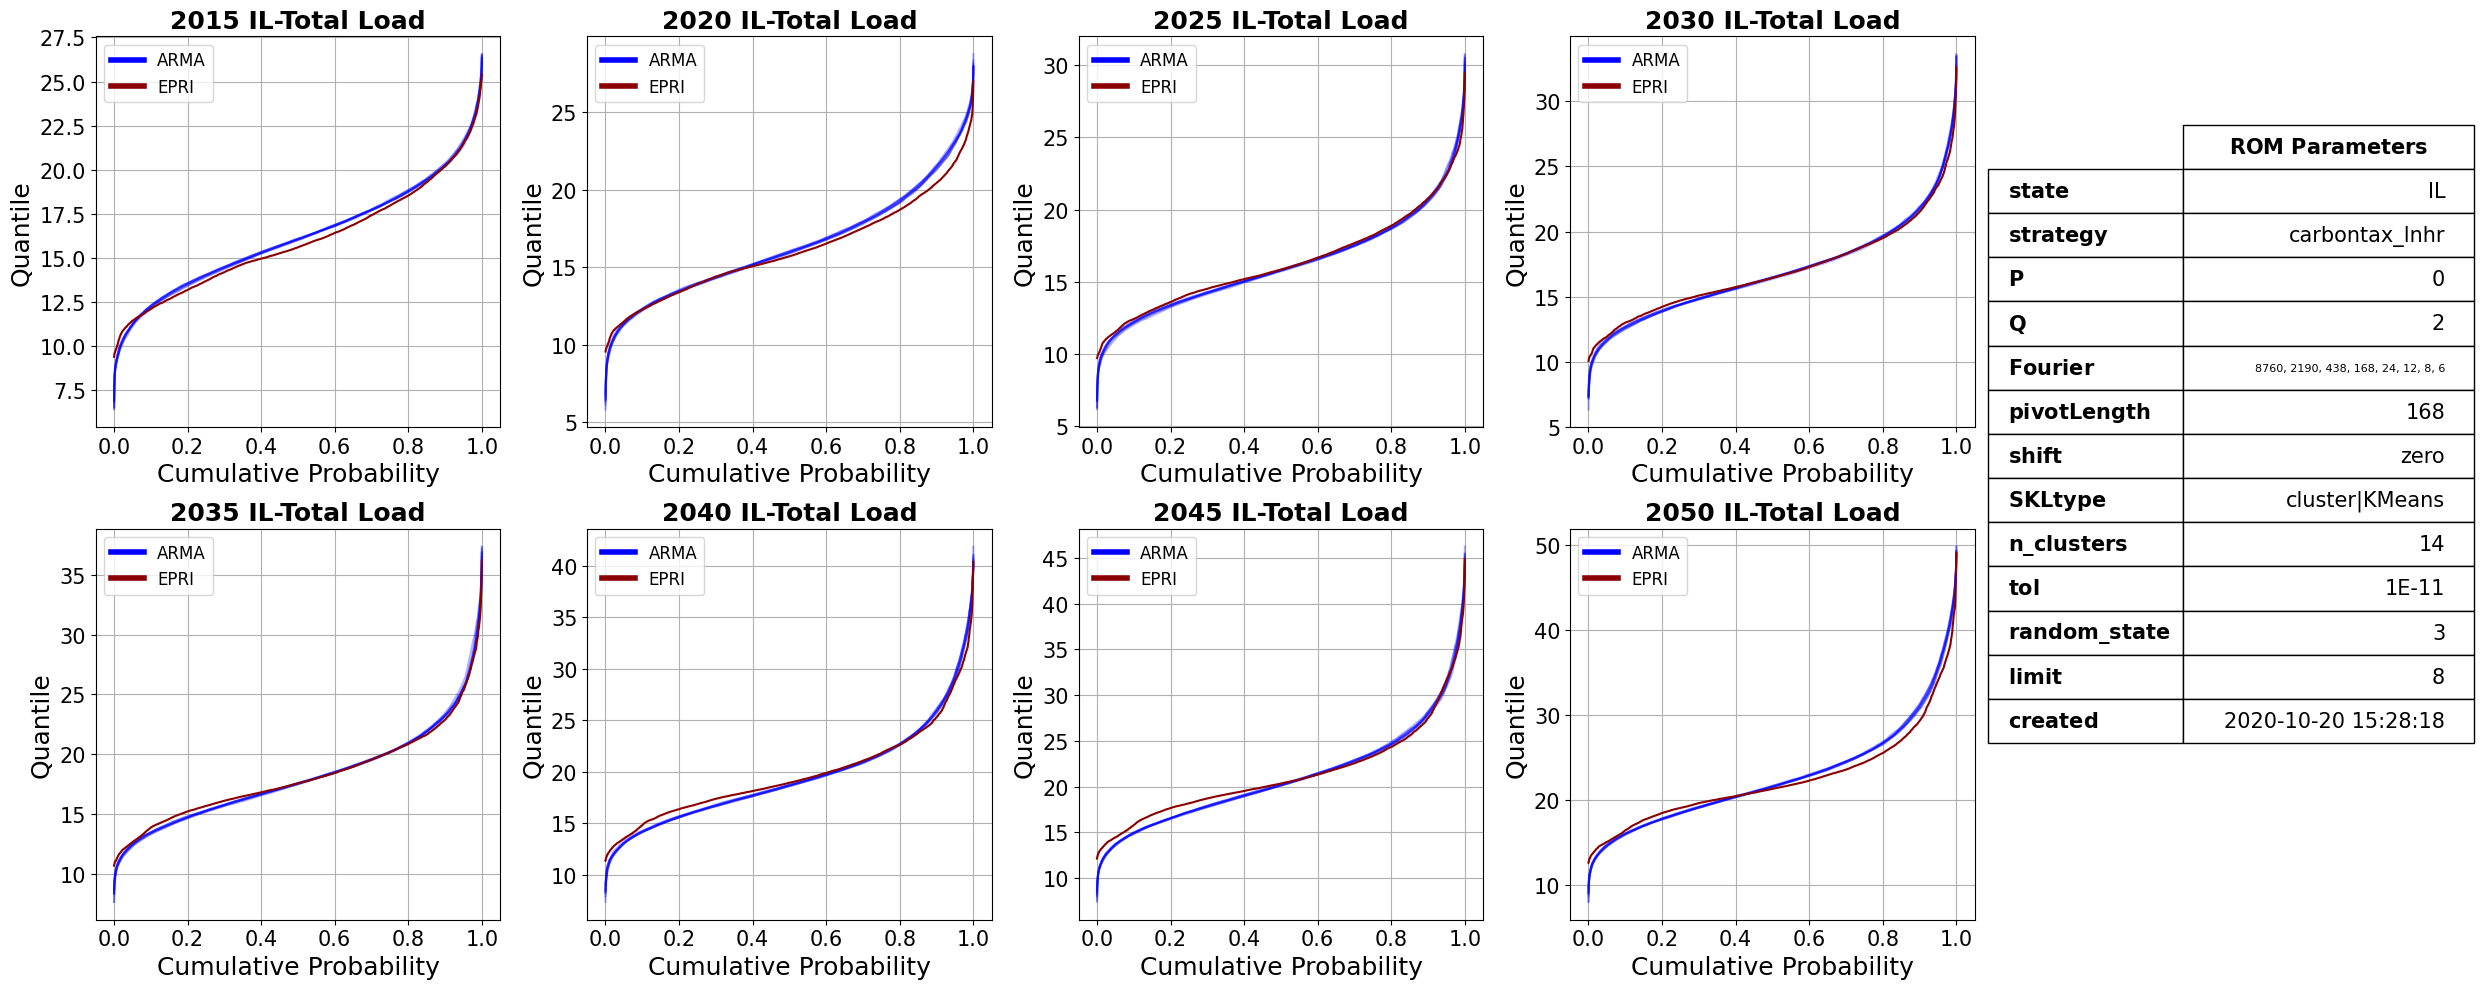 2015 IL-Total Load
27.5
25.0
22.5
20.0
17.5
15.0
12.5
10.0
7.5
Quantile
ARMA
EPRI
0.0 0.2 0.4 0.6 0.8 1.0
Cumulative Probability
2020 IL-Total Load
25
20
15
10
5
Quantile
ARMA
EPRI
0.0 0.2 0.4 0.6 0.8 1.0
Cumulative Probability
2025 IL-Total Load
30
25
20
15
10
5
Quantile
ARMA
EPRI
0.0 0.2 0.4 0.6 0.8 1.0
Cumulative Probability
2030 IL-Total Load
30
25
20
15
10
5
Quantile
ARMA
EPRI
0.0 0.2 0.4 0.6 0.8 1.0
Cumulative Probability
2035 IL-Total Load
35
30
25
20
15
10
Quantile
ARMA
EPRI
0.0 0.2 0.4 0.6 0.8 1.0
Cumulative Probability
2040 IL-Total Load
40
35
30
25
20
15
10
Quantile
ARMA
EPRI
0.0 0.2 0.4 0.6 0.8 1.0
Cumulative Probability
2045 IL-Total Load
45
40
35
30
25
20
15
10
Quantile
ARMA
EPRI
0.0 0.2 0.4 0.6 0.8 1.0
Cumulative Probability
2050 IL-Total Load
50
40
30
20
10
Quantile
ARMA
EPRI
0.0 0.2 0.4 0.6 0.8 1.0
Cumulative Probability
ROM Parameters
state IL
strategy carbontax_lnhr
P 0
Q 2
Fourier 8760, 2190, 438, 168, 24, 12, 8, 6
pivotLength 168
shift zero
SKLtype cluster|KMeans
n_clusters 14
tol 1E-11
random_state 3
limit 8
created 2020-10-20 15:28:18